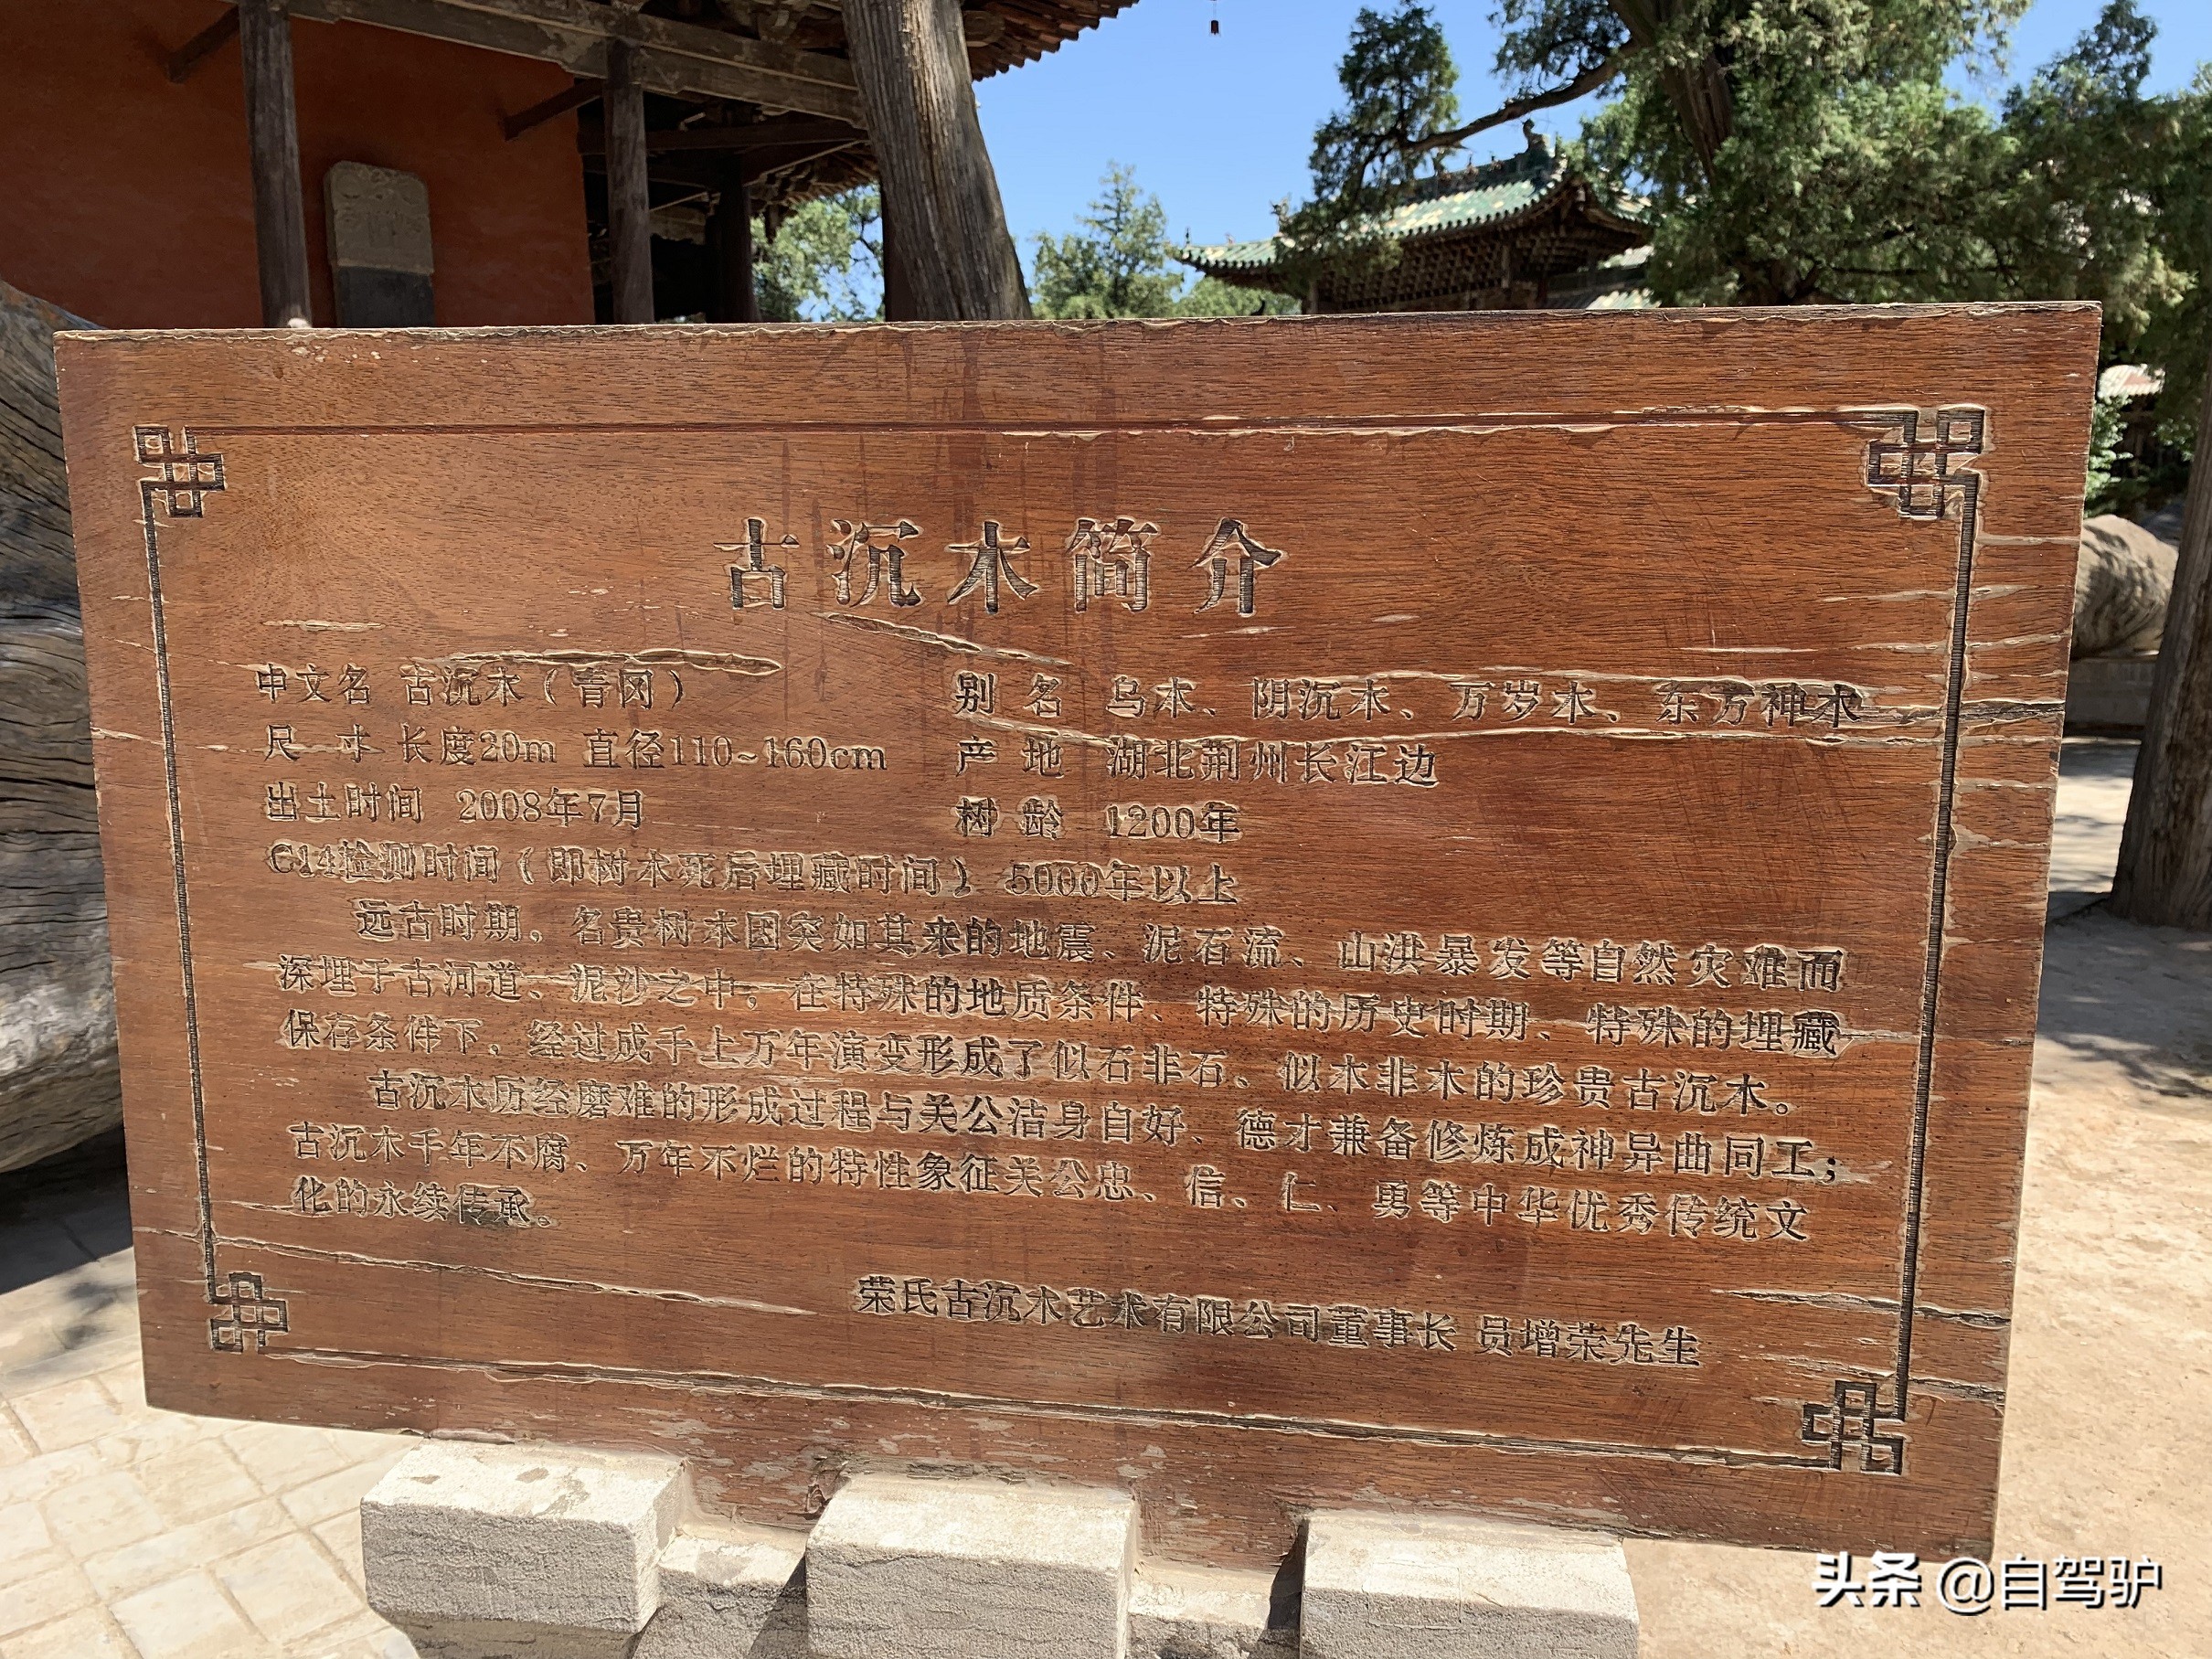 古沉木简介
中文名 古沉木（青冈） 别 名 乌木、阴沉木、万岁木、东方神木
尺 寸 长度20m 直径110~160cm 产 地 湖北荆州长江边
出土时间 2008年7月 树 龄 1200年
C14检测时间（即树木死后埋藏时间） 5000年以上
远古时期，名贵树木因突如其来的地震、泥石流、山洪暴发等自然灾难而
深埋于古河道、泥沙之中，在特殊的地质条件、特殊的历史时期、特殊的埋藏
保存条件下，经过成千上万年演变形成了似石非石、似木非木的珍贵古沉木。
古沉木历经磨难的形成过程与关公洁身自好、德才兼备修炼成神异曲同工；
古沉木千年不腐、万年不烂的特性象征关公忠、信、仁、勇等中华优秀传统文
化的永续传承。
荣氏古沉木艺术有限公司董事长 员增荣先生
头条 @自驾驴